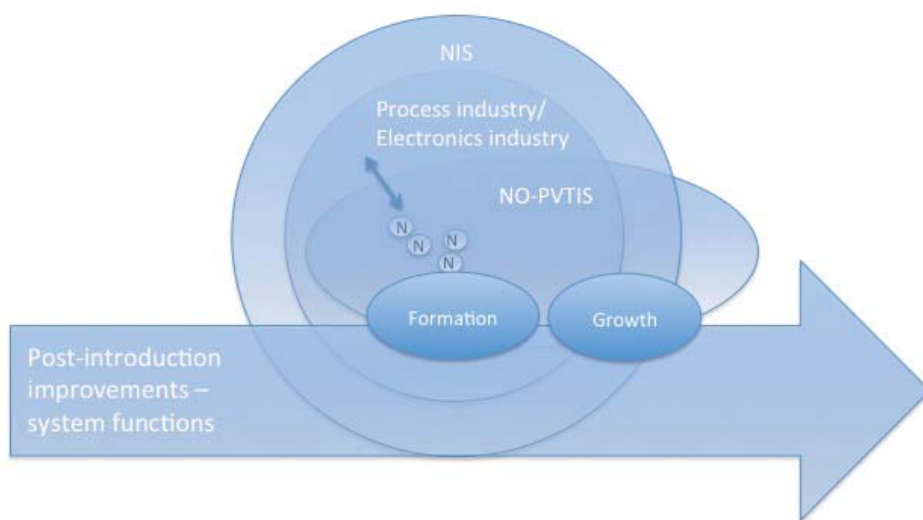 NIS
Process industry/
Electronics industry
NO-PVTIS
N
N
N
N
Formation
Growth
Post-introduction
improvements –
system functions